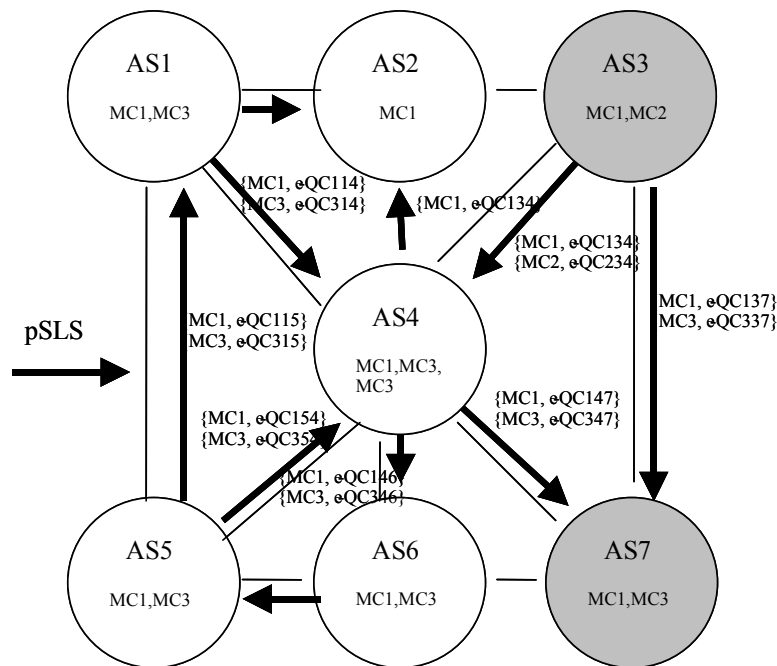 AS1
MC1,MC3
AS2
MC1
AS3
MC1,MC2
{MC1, eQC114}
{MC3, eQC314}
{MC1, eQC134}
{MC1, eQC134}
{MC2, eQC234}
pSLS
MC1, eQC115}
MC3, eQC315}
AS4
MC1,MC3,
MC3
MC1, eQC137}
MC3, eQC337}
{MC1, eQC154}
{MC3, eQC354}
{MC1, eQC147}
{MC3, eQC347}
{MC1, eQC146}
{MC3, eQC346}
AS5
MC1,MC3
AS6
MC1,MC3
AS7
MC1,MC3